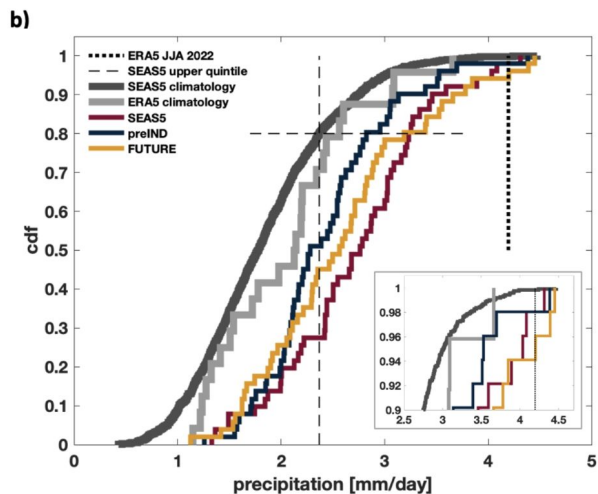 b)
ERA5 JJA 2022
SEAS5 upper quintile
SEAS5 climatology
ERA5 climatology
SEAS5
preIND
FUTURE
1
0.9
0.8
0.7
0.6
0.5
0.4
0.3
0.2
0.1
0
cdf
0
1
2
3
4
5
precipitation [mm/day]
1
0.98
0.96
0.94
0.92
0.9
2.5
3
3.5
4
4.5